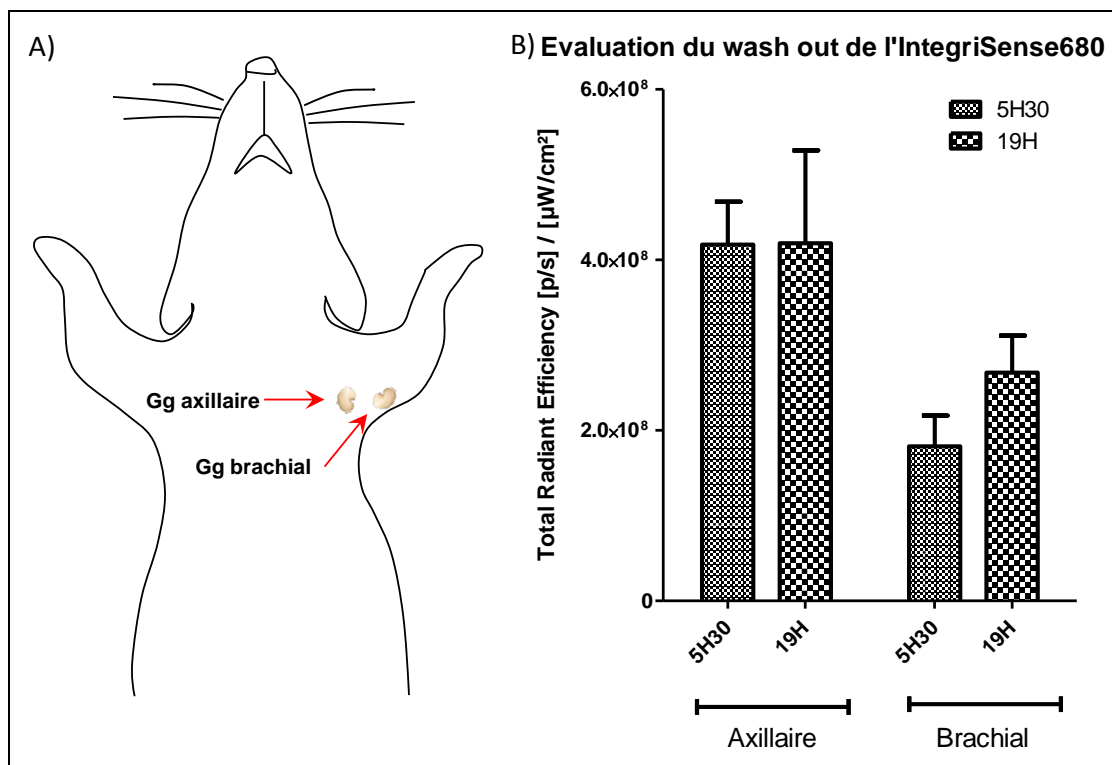 A)
Gg axillaire
Gg brachial
B) Evaluation du wash out de l'IntegriSense680
Total Radiant Efficiency [p/s] / [µW/cm²]
6.0×10⁸
4.0×10⁸
2.0×10⁸
0
5H30
19H
5H30
19H
5H30
19H
Axillaire
Brachial